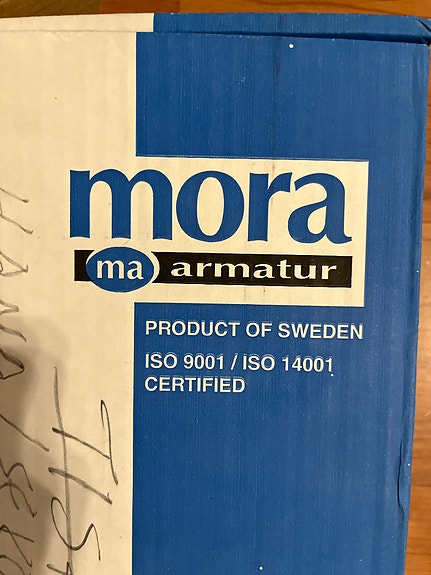 mora
ma armatur
PRODUCT OF SWEDEN
ISO 9001 / ISO 14001
CERTIFIED